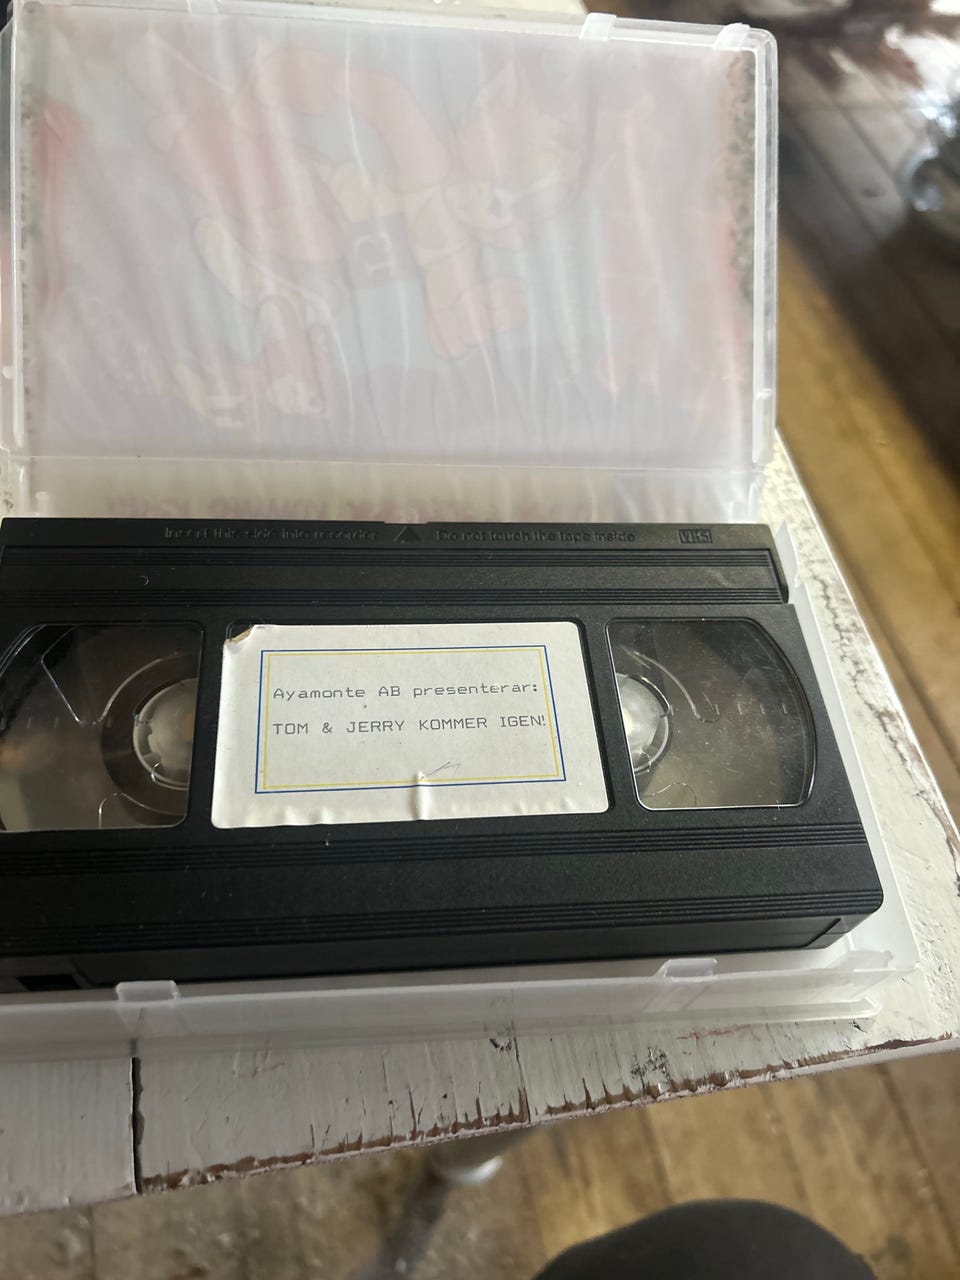 Insert this side into recorder Do not touch the tape inside VHS
Ayamonte AB presenterar:
TOM & JERRY KOMMER IGEN!